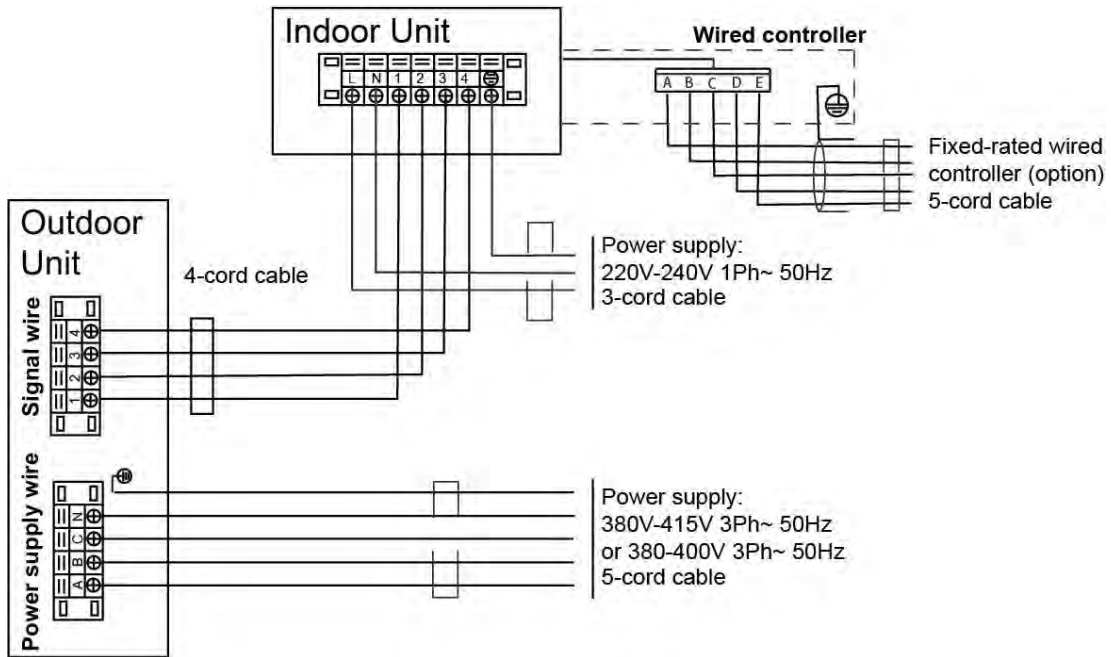 Indoor Unit
L N 1 2 3 4
Wired controller
A B C D E
Fixed-rated wired
controller (option)
5-cord cable
Outdoor
Unit
4-cord cable
Power supply:
220V-240V 1Ph~ 50Hz
3-cord cable
Signal wire
4
3
2
1
Power supply wire
N
C
B
A
Power supply:
380V-415V 3Ph~ 50Hz
or 380-400V 3Ph~ 50Hz
5-cord cable